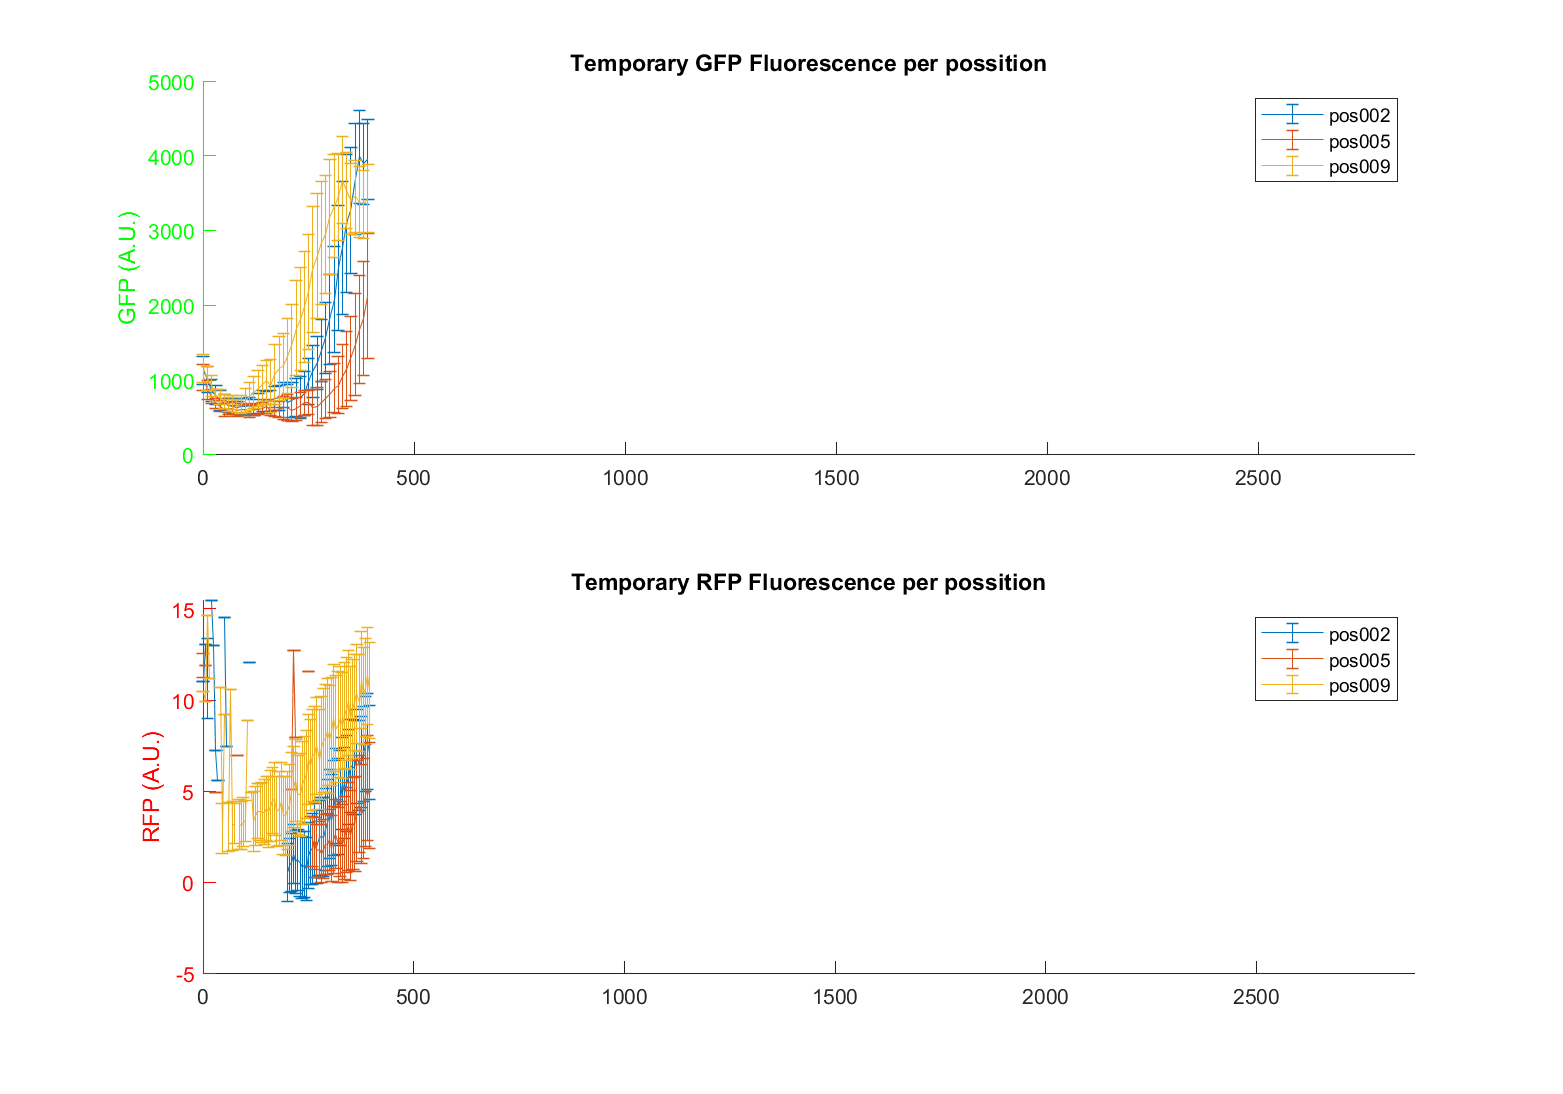 Temporary GFP Fluorescence per possition
5000
4000
3000
2000
1000
0
GFP (A.U.)
pos002
pos005
pos009
0 500 1000 1500 2000 2500
Temporary RFP Fluorescence per possition
15
10
5
0
-5
RFP (A.U.)
pos002
pos005
pos009
0 500 1000 1500 2000 2500